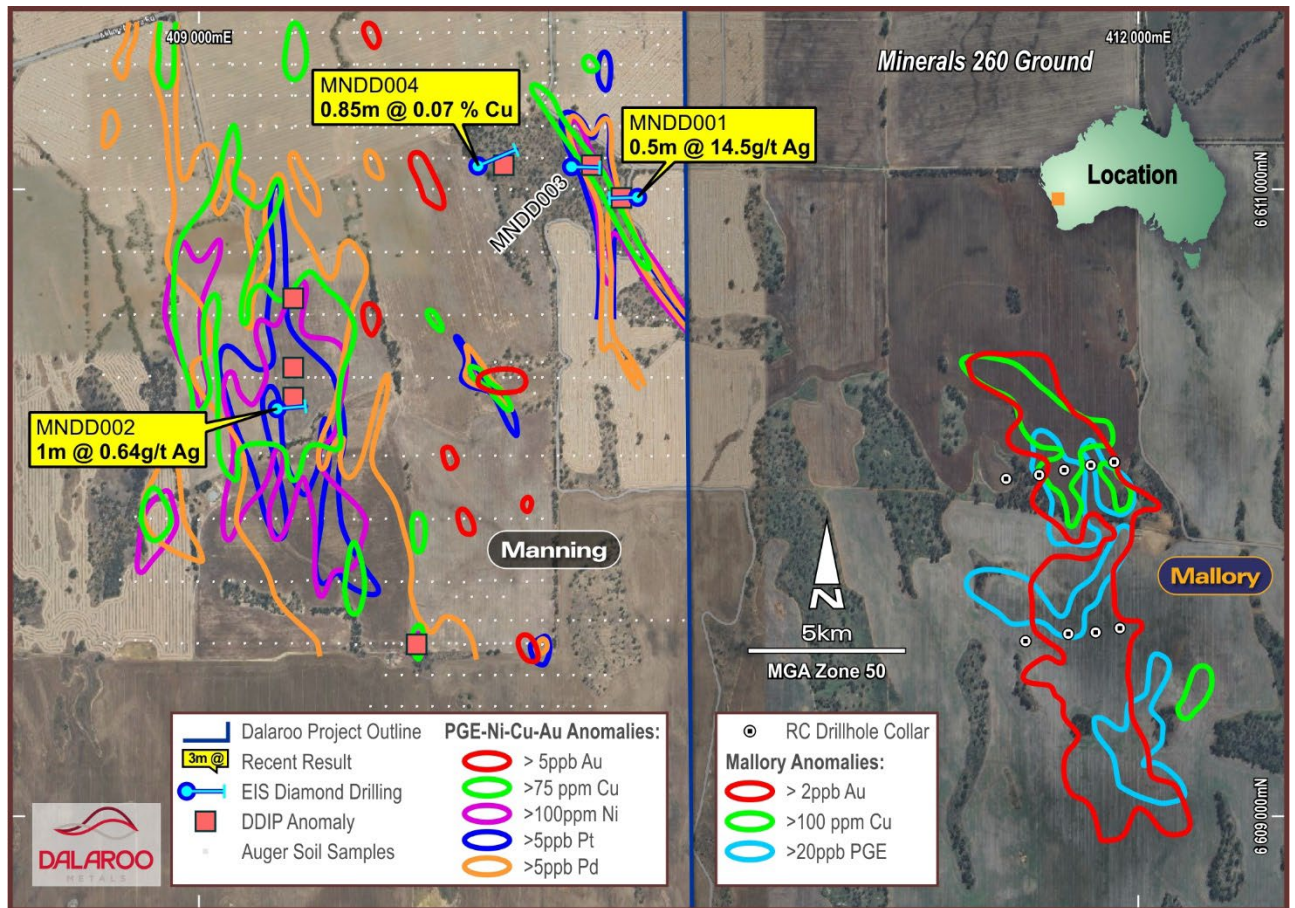 409 000mE
412 000mE
Minerals 260 Ground
MNDD004
0.85m @ 0.07 % Cu
MNDD001
0.5m @ 14.5g/t Ag
MNDD003
Location
6 611 000mN
MNDD002
1m @ 0.64g/t Ag
Manning
Mallory
N
5km
MGA Zone 50
Dalaroo Project Outline
3m @
Recent Result
EIS Diamond Drilling
DDIP Anomaly
Auger Soil Samples
PGE-Ni-Cu-Au Anomalies:
> 5ppb Au
>75 ppm Cu
>100ppm Ni
>5ppb Pt
>5ppb Pd
RC Drillhole Collar
Mallory Anomalies:
> 2ppb Au
>100 ppm Cu
>20ppb PGE
6 609 000mN
DALAROO
METALS